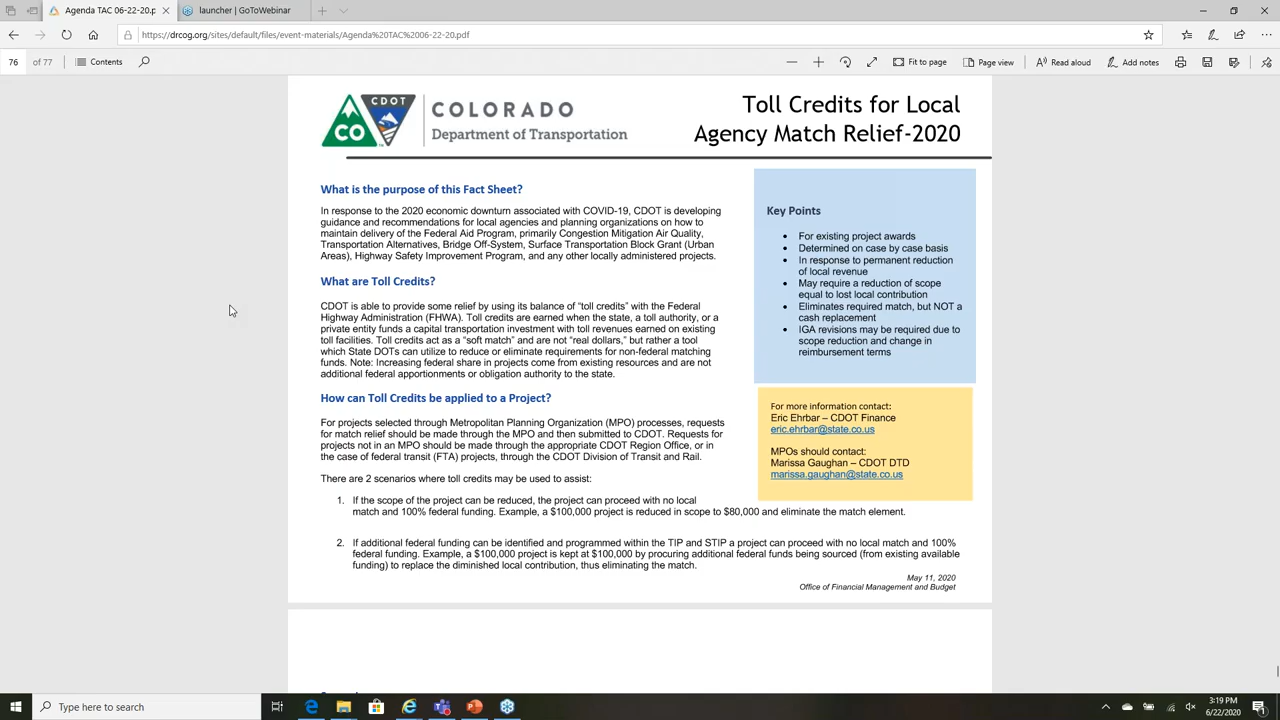 Agenda TAC 06-22-20.pdf
launcher | GoToWebinar
https://drcog.org/sites/default/files/event-materials/Agenda%20TAC%2006-22-20.pdf
76 of 77
Contents
Fit to page
Page view
Read aloud
Add notes
CDOT
CO
COLORADO
Department of Transportation
Toll Credits for Local
Agency Match Relief-2020
What is the purpose of this Fact Sheet?
In response to the 2020 economic downturn associated with COVID-19, CDOT is developing
guidance and recommendations for local agencies and planning organizations on how to
maintain delivery of the Federal Aid Program, primarily Congestion Mitigation Air Quality,
Transportation Alternatives, Bridge Off-System, Surface Transportation Block Grant (Urban
Areas), Highway Safety Improvement Program, and any other locally administered projects.
What are Toll Credits?
CDOT is able to provide some relief by using its balance of “toll credits” with the Federal
Highway Administration (FHWA). Toll credits are earned when the state, a toll authority, or a
private entity funds a capital transportation investment with toll revenues earned on existing
toll facilities. Toll credits act as a “soft match” and are not “real dollars,” but rather a tool
which State DOTs can utilize to reduce or eliminate requirements for non-federal matching
funds. Note: Increasing federal share in projects come from existing resources and are not
additional federal apportionments or obligation authority to the state.
How can Toll Credits be applied to a Project?
For projects selected through Metropolitan Planning Organization (MPO) processes, requests
for match relief should be made through the MPO and then submitted to CDOT. Requests for
projects not in an MPO should be made through the appropriate CDOT Region Office, or in
the case of federal transit (FTA) projects, through the CDOT Division of Transit and Rail.
There are 2 scenarios where toll credits may be used to assist:
1. If the scope of the project can be reduced, the project can proceed with no local
match and 100% federal funding. Example, a $100,000 project is reduced in scope to $80,000 and eliminate the match element.
2. If additional federal funding can be identified and programmed within the TIP and STIP a project can proceed with no local match and 100%
federal funding. Example, a $100,000 project is kept at $100,000 by procuring additional federal funds being sourced (from existing available
funding) to replace the diminished local contribution, thus eliminating the match.
Key Points
• For existing project awards
• Determined on case by case basis
• In response to permanent reduction
of local revenue
• May require a reduction of scope
equal to lost local contribution
• Eliminates required match, but NOT a
cash replacement
• IGA revisions may be required due to
scope reduction and change in
reimbursement terms
For more information contact:
Eric Ehrbar – CDOT Finance
eric.ehrbar@state.co.us
MPOs should contact:
Marissa Gaughan – CDOT DTD
marissa.gaughan@state.co.us
May 11, 2020
Office of Financial Management and Budget
Type here to search
3:19 PM
6/22/2020